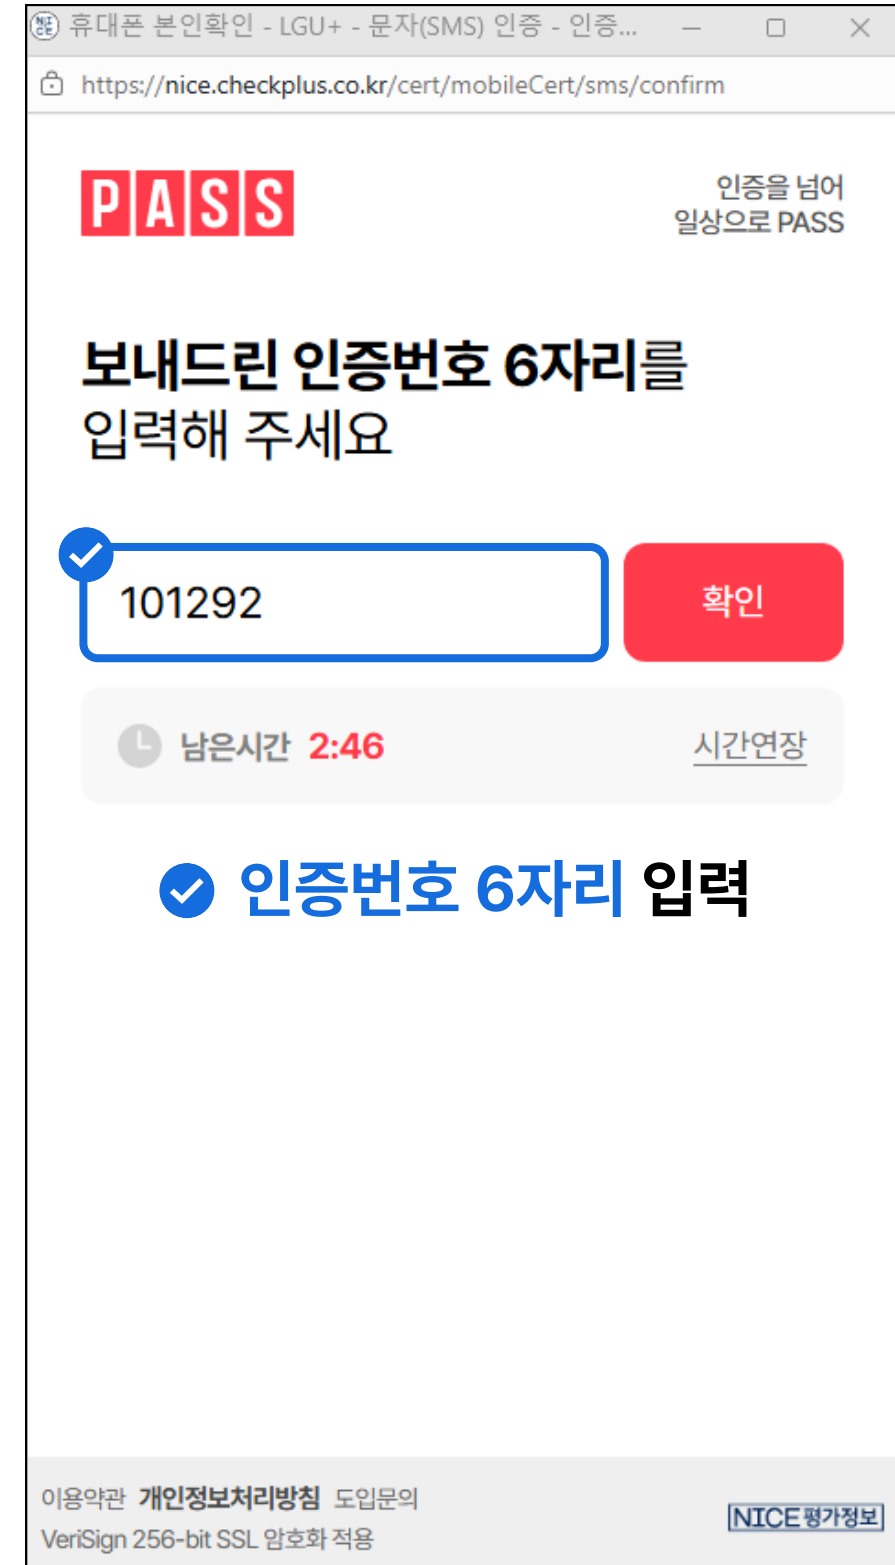 휴대폰 본인확인 - LGU+ - 문자(SMS) 인증 - 인증...
https://nice.checkplus.co.kr/cert/mobileCert/sms/confirm
PASS
인증을 넘어
일상으로 PASS
보내드린 인증번호 6자리를
입력해 주세요
101292
확인
남은시간 2:46
시간연장
인증번호 6자리 입력
이용약관 개인정보처리방침 도입문의
VeriSign 256-bit SSL 암호화 적용
NICE평가정보